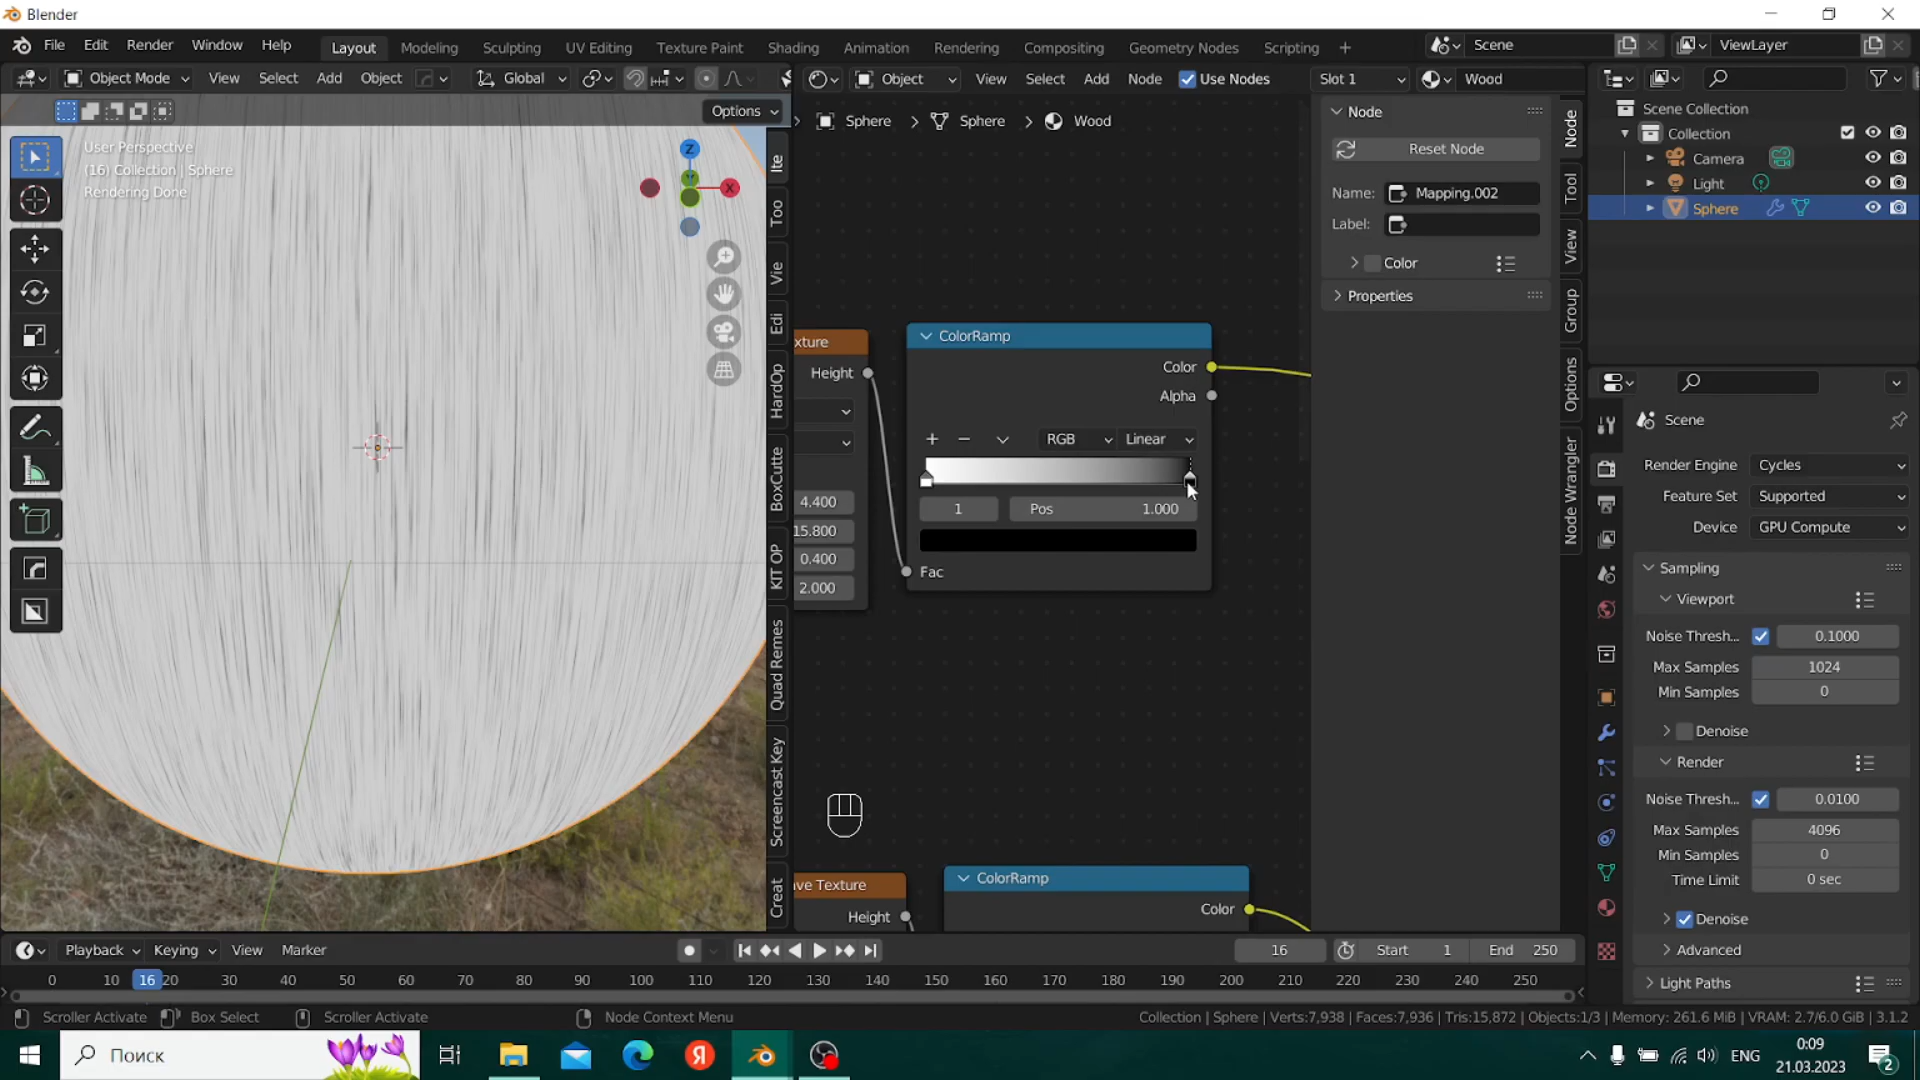 Blender
File Edit Render Window Help
Layout Modeling Sculpting UV Editing Texture Paint Shading Animation Rendering Compositing Geometry Nodes Scripting +
Scene
ViewLayer
Object Mode View Select Add Object Global
Object View Select Add Node Use Nodes Slot 1 Wood
Options
User Perspective
(16) Collection | Sphere
Rendering Done
Z
Y
X
Ite
Too
Vie
Edi
HardOp
BoxCutte
KIT OP
Quad Remes
Screencast Key
Creat
Sphere > Sphere > Wood
xture
Height
4.400
15.800
0.400
2.000
ColorRamp
Color
Alpha
RGB Linear
1 Pos 1.000
Fac
ave Texture
Height
ColorRamp
Color
Node
Reset Node
Name: Mapping.002
Label:
Color
Properties
Node
Tool
View
Group
Options
Node Wrangler
Scene Collection
Collection
Camera
Light
Sphere
Scene
Render Engine Cycles
Feature Set Supported
Device GPU Compute
Sampling
Viewport
Noise Thresh... 0.1000
Max Samples 1024
Min Samples 0
Denoise
Render
Noise Thresh... 0.0100
Max Samples 4096
Min Samples 0
Time Limit 0 sec
Denoise
Advanced
Light Paths
Playback Keying View Marker
16 Start 1 End 250
0 10 16 20 30 40 50 60 70 80 90 100 110 120 130 140 150 160 170 180 190 200 210 220 230 240 250
Scroller Activate Box Select Scroller Activate Node Context Menu
Collection | Sphere | Verts:7,938 | Faces:7,936 | Tris:15,872 | Objects:1/3 | Memory: 261.6 MiB | VRAM: 2.7/6.0 GiB | 3.1.2
Поиск
Я
ENG
0:09
21.03.2023
2